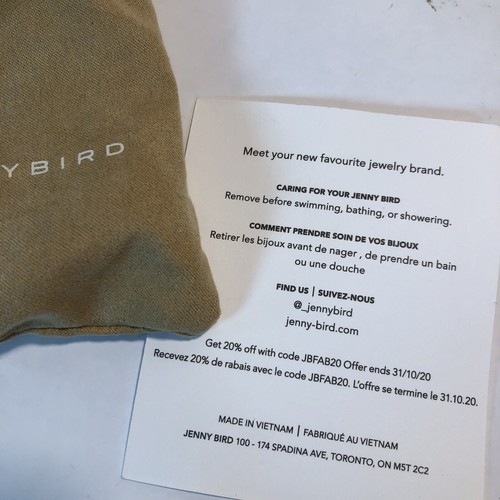 YBIRD
Meet your new favourite jewelry brand.
CARING FOR YOUR JENNY BIRD
Remove before swimming, bathing, or showering.
COMMENT PRENDRE SOIN DE VOS BIJOUX
Retirer les bijoux avant de nager , de prendre un bain
ou une douche
FIND US | SUIVEZ-NOUS
@_jennybird
jenny-bird.com
Get 20% off with code JBFAB20 Offer ends 31/10/20
Recevez 20% de rabais avec le code JBFAB20. L'offre se termine le 31.10.20.
MADE IN VIETNAM | FABRIQUÉ AU VIETNAM
JENNY BIRD 100 - 174 SPADINA AVE, TORONTO, ON M5T 2C2